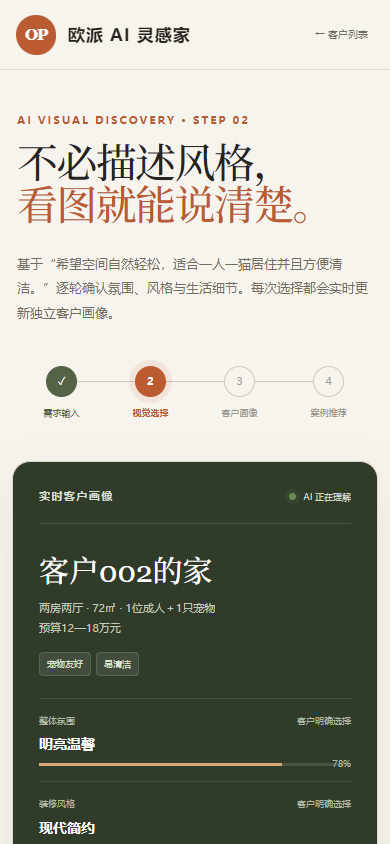 OP
欧派 AI 灵感家
← 客户列表
AI VISUAL DISCOVERY • STEP 02
不必描述风格，
看图就能说清楚。
基于“希望空间自然轻松，适合一人一猫居住并且方便清
洁。”逐轮确认氛围、风格与生活细节。每次选择都会实时更
新独立客户画像。
✓ 2 3 4
需求输入 视觉选择 客户画像 案例推荐
实时客户画像 AI 正在理解
客户002的家
两房两厅 · 72㎡ · 1位成人 + 1只宠物
预算12—18万元
宠物友好 易清洁
整体氛围 客户明确选择
明亮温馨
78%
装修风格 客户明确选择
现代简约